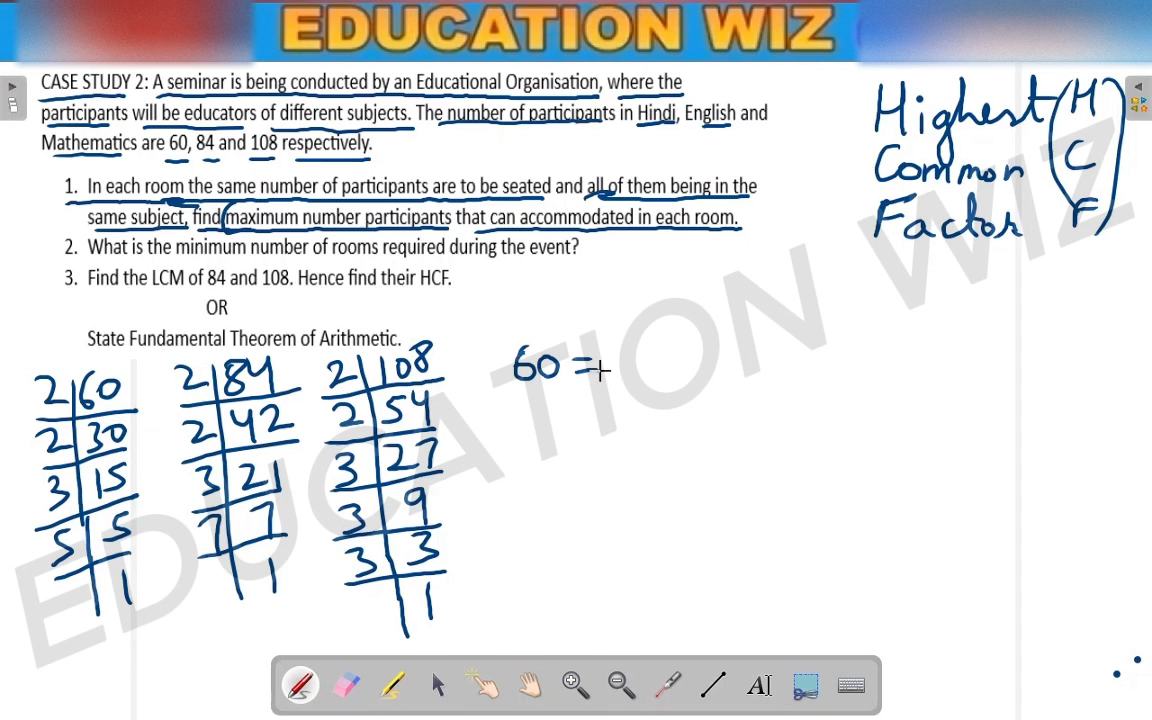 EDUCATION WIZ
CASE STUDY 2: A seminar is being conducted by an Educational Organisation, where the
participants will be educators of different subjects. The number of participants in Hindi, English and
Mathematics are 60, 84 and 108 respectively.
1. In each room the same number of participants are to be seated and all of them being in the
same subject, find maximum number participants that can accommodated in each room.
2. What is the minimum number of rooms required during the event?
3. Find the LCM of 84 and 108. Hence find their HCF.
OR
State Fundamental Theorem of Arithmetic.
Highest (H
Common C
Factor F)
2 60
2 30
3 15
5 5
1
2 84
2 42
3 21
7 7
1
2 108
2 54
3 27
3 9
3 3
1
60 =
EDUCATION WIZ
AI